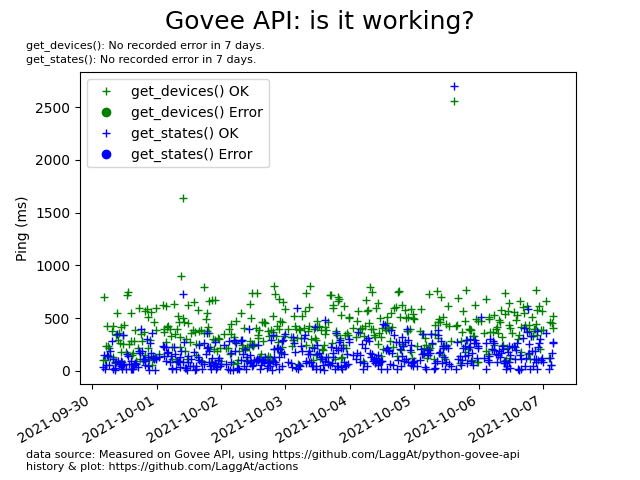 Govee API: is it working?
get_devices(): No recorded error in 7 days.
get_states(): No recorded error in 7 days.
get_devices() OK
get_devices() Error
get_states() OK
get_states() Error
2500
2000
1500
1000
500
0
Ping (ms)
2021-09-30
2021-10-01
2021-10-02
2021-10-03
2021-10-04
2021-10-05
2021-10-06
2021-10-07
data source: Measured on Govee API, using https://github.com/LaggAt/python-govee-api
history & plot: https://github.com/LaggAt/actions